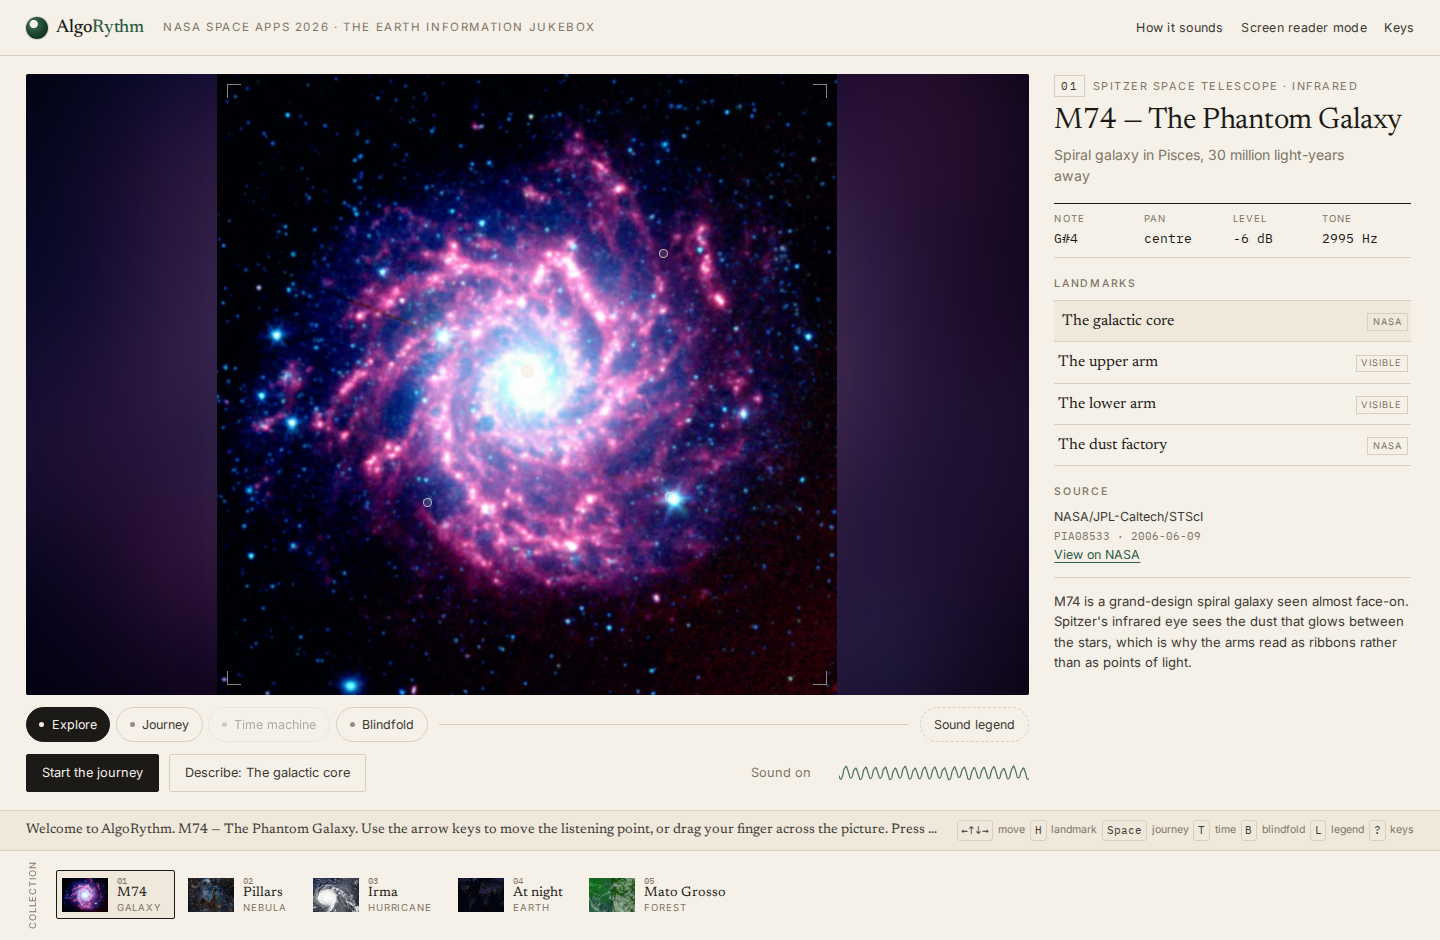 AlgoRythm NASA SPACE APPS 2026 · THE EARTH INFORMATION JUKEBOX How it sounds Screen reader mode Keys
01 SPITZER SPACE TELESCOPE · INFRARED
M74 – The Phantom Galaxy
Spiral galaxy in Pisces, 30 million light-years
away
NOTE PAN LEVEL TONE
G#4 centre -6 dB 2995 Hz
LANDMARKS
The galactic core NASA
The upper arm VISIBLE
The lower arm VISIBLE
The dust factory NASA
SOURCE
NASA/JPL-Caltech/STScI
PIA08533 · 2006-06-09
View on NASA
M74 is a grand-design spiral galaxy seen almost face-on.
Spitzer's infrared eye sees the dust that glows between
the stars, which is why the arms read as ribbons rather
than as points of light.
Explore Journey Time machine Blindfold Sound legend
Start the journey Describe: The galactic core Sound on
Welcome to AlgoRythm. M74 – The Phantom Galaxy. Use the arrow keys to move the listening point, or drag your finger across the picture. Press ... ←↑↓→ move H landmark Space journey T time B blindfold L legend ? keys
COLLECTION
01 02 03 04 05
M74 Pillars Irma At night Mato Grosso
GALAXY NEBULA HURRICANE EARTH FOREST